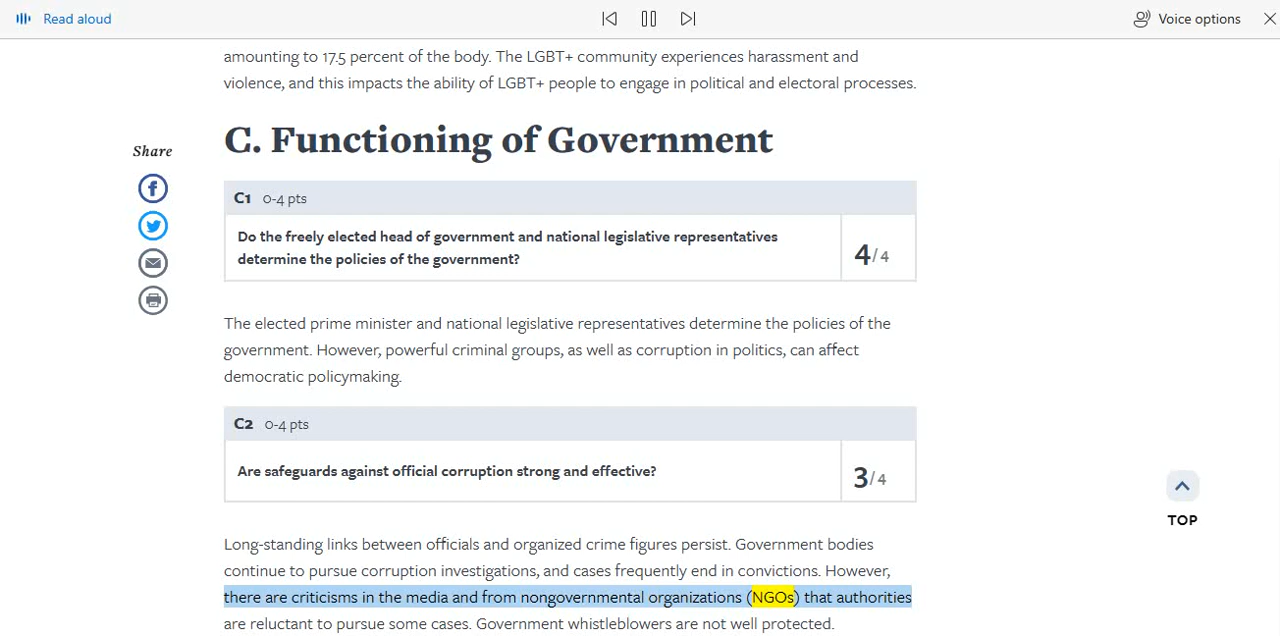 Read aloud
Voice options
amounting to 17.5 percent of the body. The LGBT+ community experiences harassment and
violence, and this impacts the ability of LGBT+ people to engage in political and electoral processes.
C. Functioning of Government
Share
C1 0-4 pts
Do the freely elected head of government and national legislative representatives
determine the policies of the government?
4/4
The elected prime minister and national legislative representatives determine the policies of the
government. However, powerful criminal groups, as well as corruption in politics, can affect
democratic policymaking.
C2 0-4 pts
Are safeguards against official corruption strong and effective?
3/4
TOP
Long-standing links between officials and organized crime figures persist. Government bodies
continue to pursue corruption investigations, and cases frequently end in convictions. However,
there are criticisms in the media and from nongovernmental organizations (NGOs) that authorities
are reluctant to pursue some cases. Government whistleblowers are not well protected.